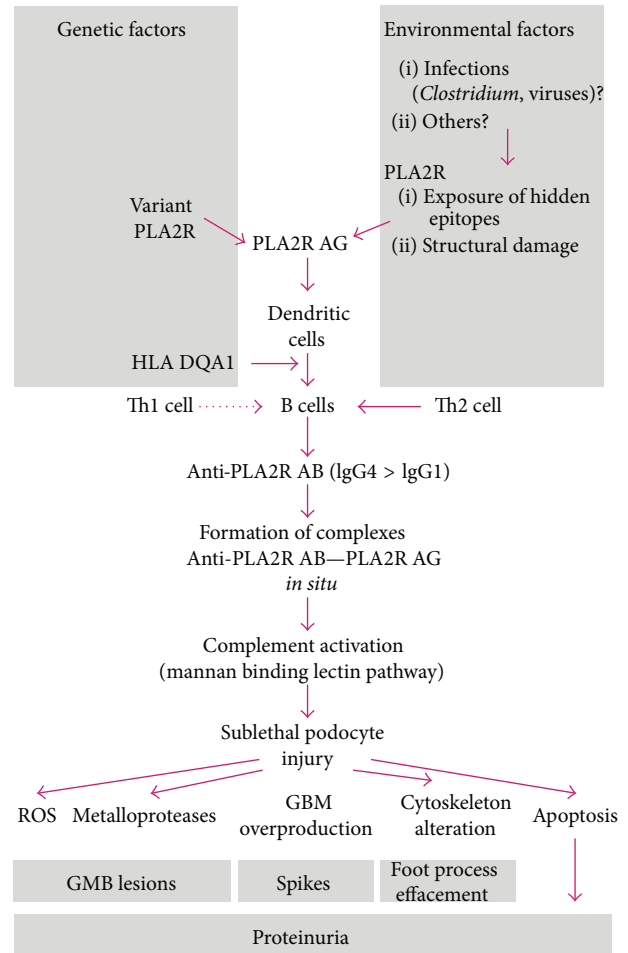 Genetic factors
Environmental factors
(i) Infections
(Clostridium, viruses)?
(ii) Others?
PLA2R
(i) Exposure of hidden
epitopes
(ii) Structural damage
Variant
PLA2R
PLA2R AG
Dendritic
cells
HLA DQA1
Th1 cell
B cells
Th2 cell
Anti-PLA2R AB (lgG4 > lgG1)
Formation of complexes
Anti-PLA2R AB—PLA2R AG
in situ
Complement activation
(mannan binding lectin pathway)
Sublethal podocyte
injury
ROS
Metalloproteases
GBM
overproduction
Cytoskeleton
alteration
Apoptosis
GMB lesions
Spikes
Foot process
effacement
Proteinuria